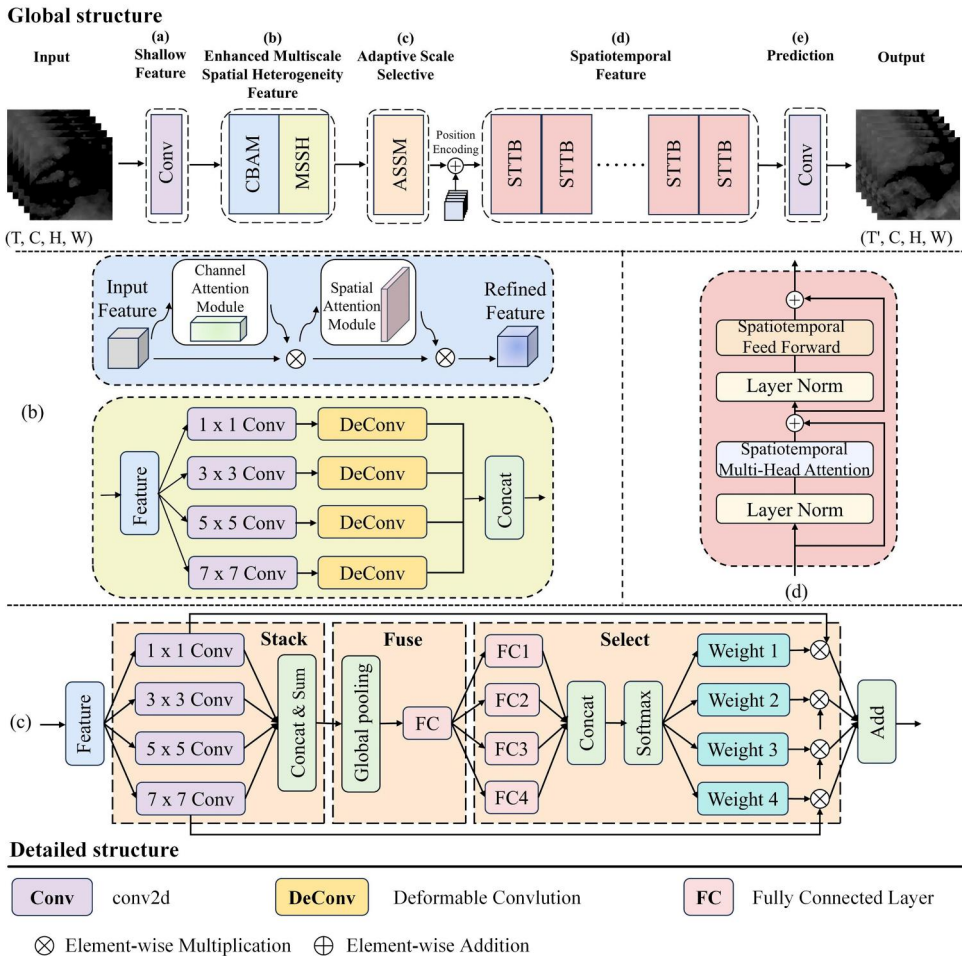 Global structure
Input
(a)
Shallow
Feature
(b)
Enhanced Multiscale
Spatial Heterogeneity
Feature
(c)
Adaptive Scale
Selective
(d)
Spatiotemporal
Feature
(e)
Prediction
Output
Conv
CBAM
MSSH
ASSM
Position
Encoding
STTB
STTB
STTB
STTB
Conv
(T, C, H, W)
(T', C, H, W)
(b)
Input
Feature
Channel
Attention
Module
Spatial
Attention
Module
Refined
Feature
Feature
1 x 1 Conv
DeConv
3 x 3 Conv
DeConv
5 x 5 Conv
DeConv
7 x 7 Conv
DeConv
Concat
Spatiotemporal
Feed Forward
Layer Norm
Spatiotemporal
Multi-Head Attention
Layer Norm
(d)
(c)
Feature
Stack
1 x 1 Conv
3 x 3 Conv
5 x 5 Conv
7 x 7 Conv
Concat & Sum
Fuse
Global pooling
FC
Select
FC1
FC2
FC3
FC4
Concat
Softmax
Weight 1
Weight 2
Weight 3
Weight 4
Add
Detailed structure
Conv conv2d
DeConv Deformable Convlution
FC Fully Connected Layer
Element-wise Multiplication
Element-wise Addition